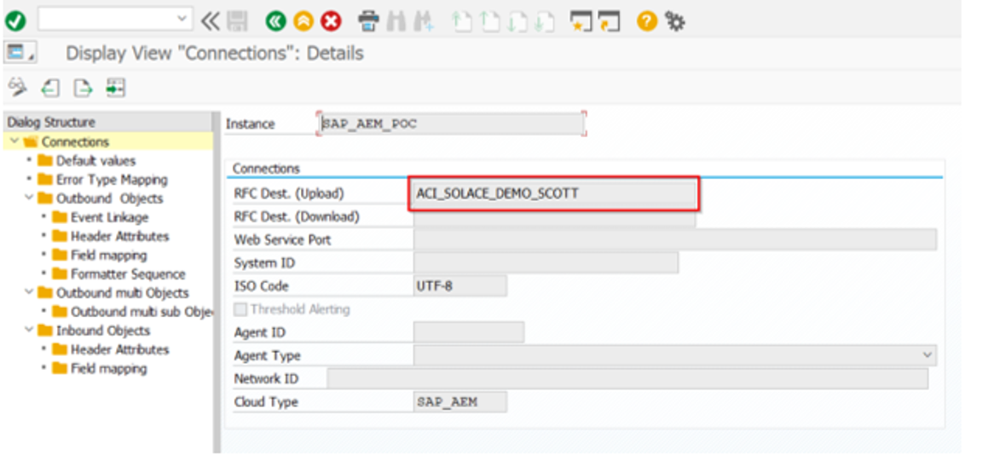 Display View "Connections": Details
Dialog Structure
Connections
Default values
Error Type Mapping
Outbound Objects
Event Linkage
Header Attributes
Field mapping
Formatter Sequence
Outbound multi Objects
Outbound multi sub Obje
Inbound Objects
Header Attributes
Field mapping
Instance SAP_AEM_POC
Connections
RFC Dest. (Upload) ACI_SOLACE_DEMO_SCOTT
RFC Dest. (Download)
Web Service Port
System ID
ISO Code UTF-8
Threshold Alerting
Agent ID
Agent Type
Network ID
Cloud Type SAP_AEM